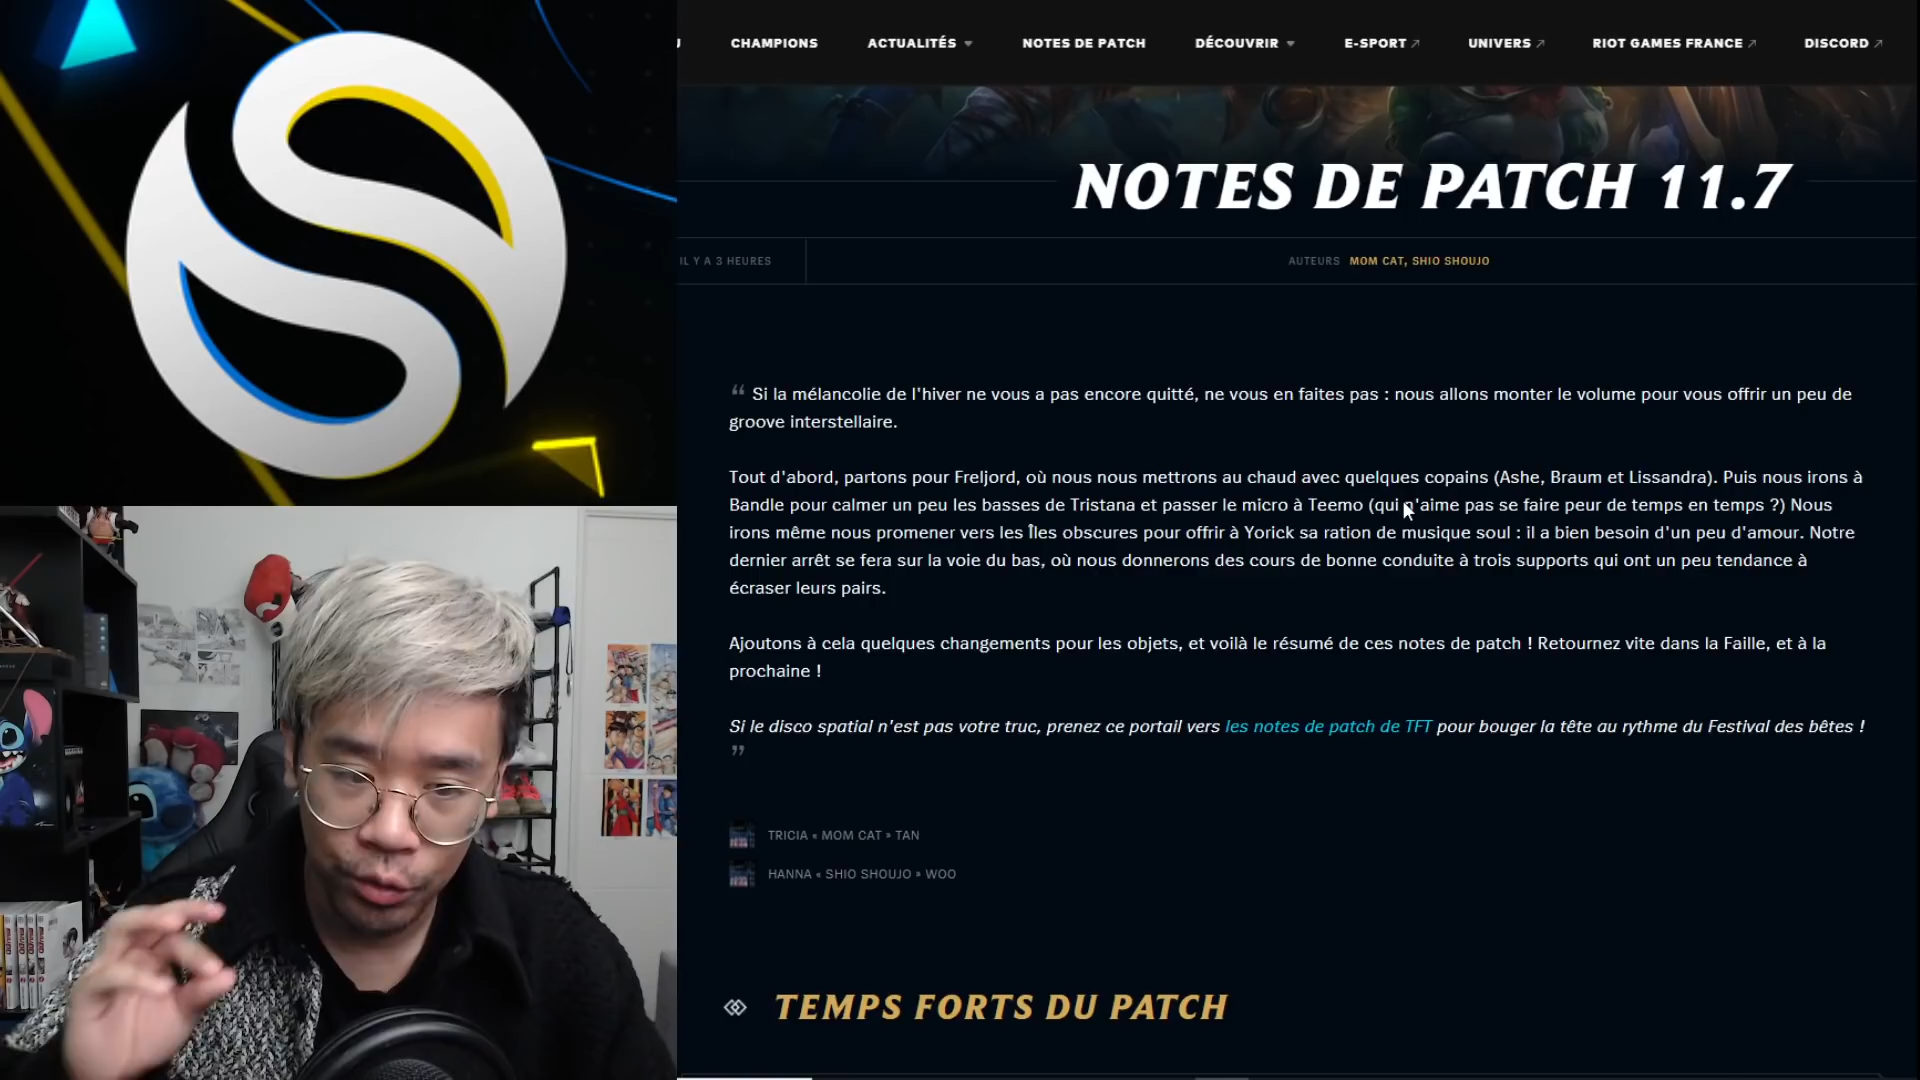 CHAMPIONS ACTUALITÉS NOTES DE PATCH DÉCOUVRIR E-SPORT UNIVERS RIOT GAMES FRANCE DISCORD
NOTES DE PATCH 11.7
IL Y A 3 HEURES
AUTEURS MOM CAT, SHIO SHOUJO
“ Si la mélancolie de l'hiver ne vous a pas encore quitté, ne vous en faites pas : nous allons monter le volume pour vous offrir un peu de
groove interstellaire.
Tout d'abord, partons pour Freljord, où nous nous mettrons au chaud avec quelques copains (Ashe, Braum et Lissandra). Puis nous irons à
Bandle pour calmer un peu les basses de Tristana et passer le micro à Teemo (qui n'aime pas se faire peur de temps en temps ?) Nous
irons même nous promener vers les Îles obscures pour offrir à Yorick sa ration de musique soul : il a bien besoin d'un peu d'amour. Notre
dernier arrêt se fera sur la voie du bas, où nous donnerons des cours de bonne conduite à trois supports qui ont un peu tendance à
écraser leurs pairs.
Ajoutons à cela quelques changements pour les objets, et voilà le résumé de ces notes de patch ! Retournez vite dans la Faille, et à la
prochaine !
Si le disco spatial n'est pas votre truc, prenez ce portail vers les notes de patch de TFT pour bouger la tête au rythme du Festival des bêtes !
”
TRICIA « MOM CAT » TAN
HANNA « SHIO SHOUJO » WOO
TEMPS FORTS DU PATCH